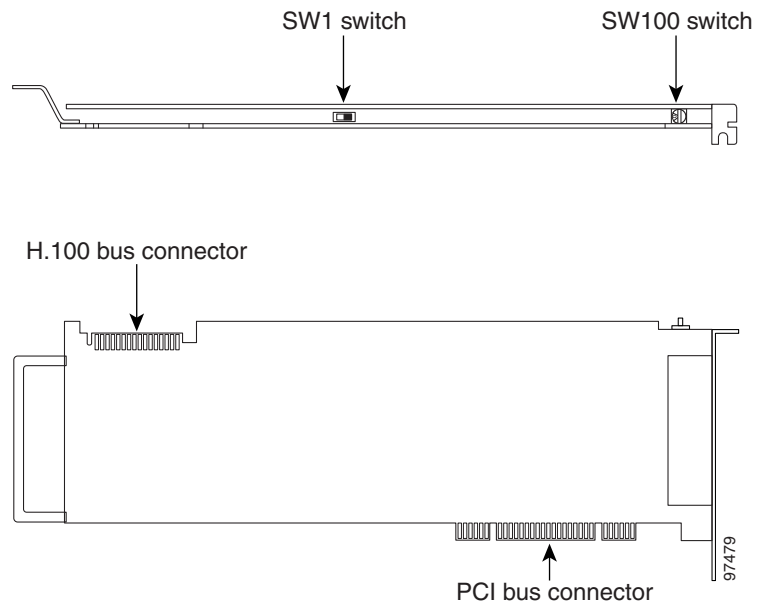 SW1 switch
SW100 switch
H.100 bus connector
97479
PCI bus connector